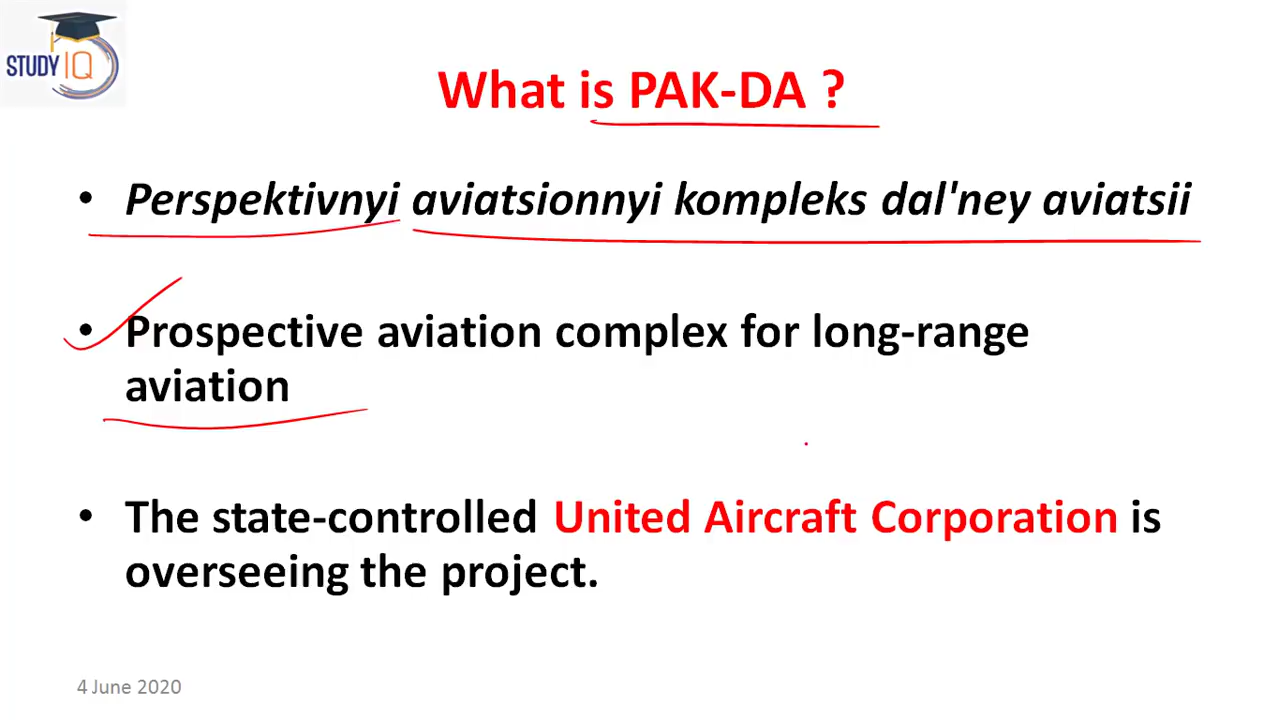 STUDY IQ
What is PAK-DA ?
• Perspektivnyi aviatsionnyi kompleks dal'ney aviatsii
• Prospective aviation complex for long-range
aviation
• The state-controlled United Aircraft Corporation is
overseeing the project.
4 June 2020